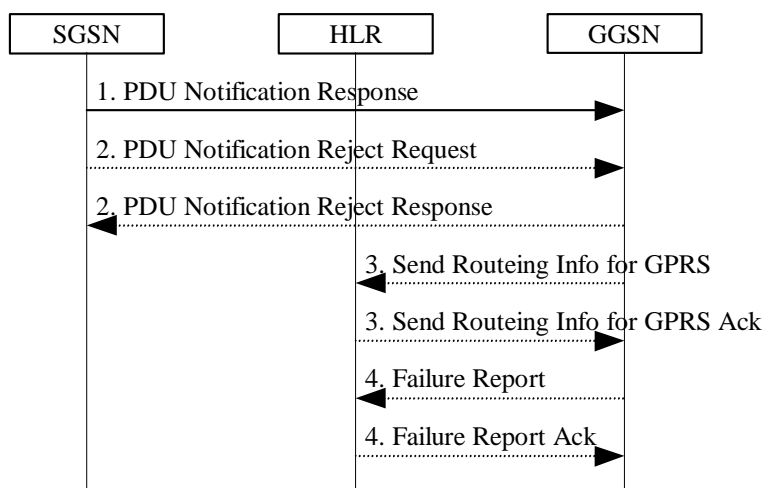 SGSN HLR GGSN
1. PDU Notification Response
2. PDU Notification Reject Request
2. PDU Notification Reject Response
3. Send Routeing Info for GPRS
3. Send Routeing Info for GPRS Ack
4. Failure Report
4. Failure Report Ack